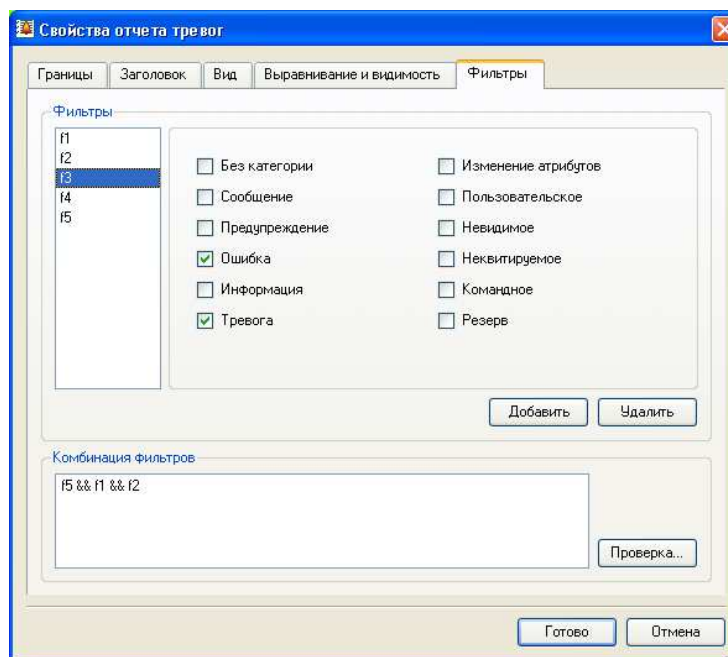 Свойства отчета тревог
Границы Заголовок Вид Выравнивание и видимость Фильтры
Фильтры
f1
f2
f3
f4
f5
Без категории
Сообщение
Предупреждение
Ошибка
Информация
Тревога
Изменение атрибутов
Пользовательское
Невидимое
Неквитируемое
Командное
Резерв
Добавить Удалить
Комбинация фильтров
f5 && f1 && f2
Проверка...
Готово Отмена